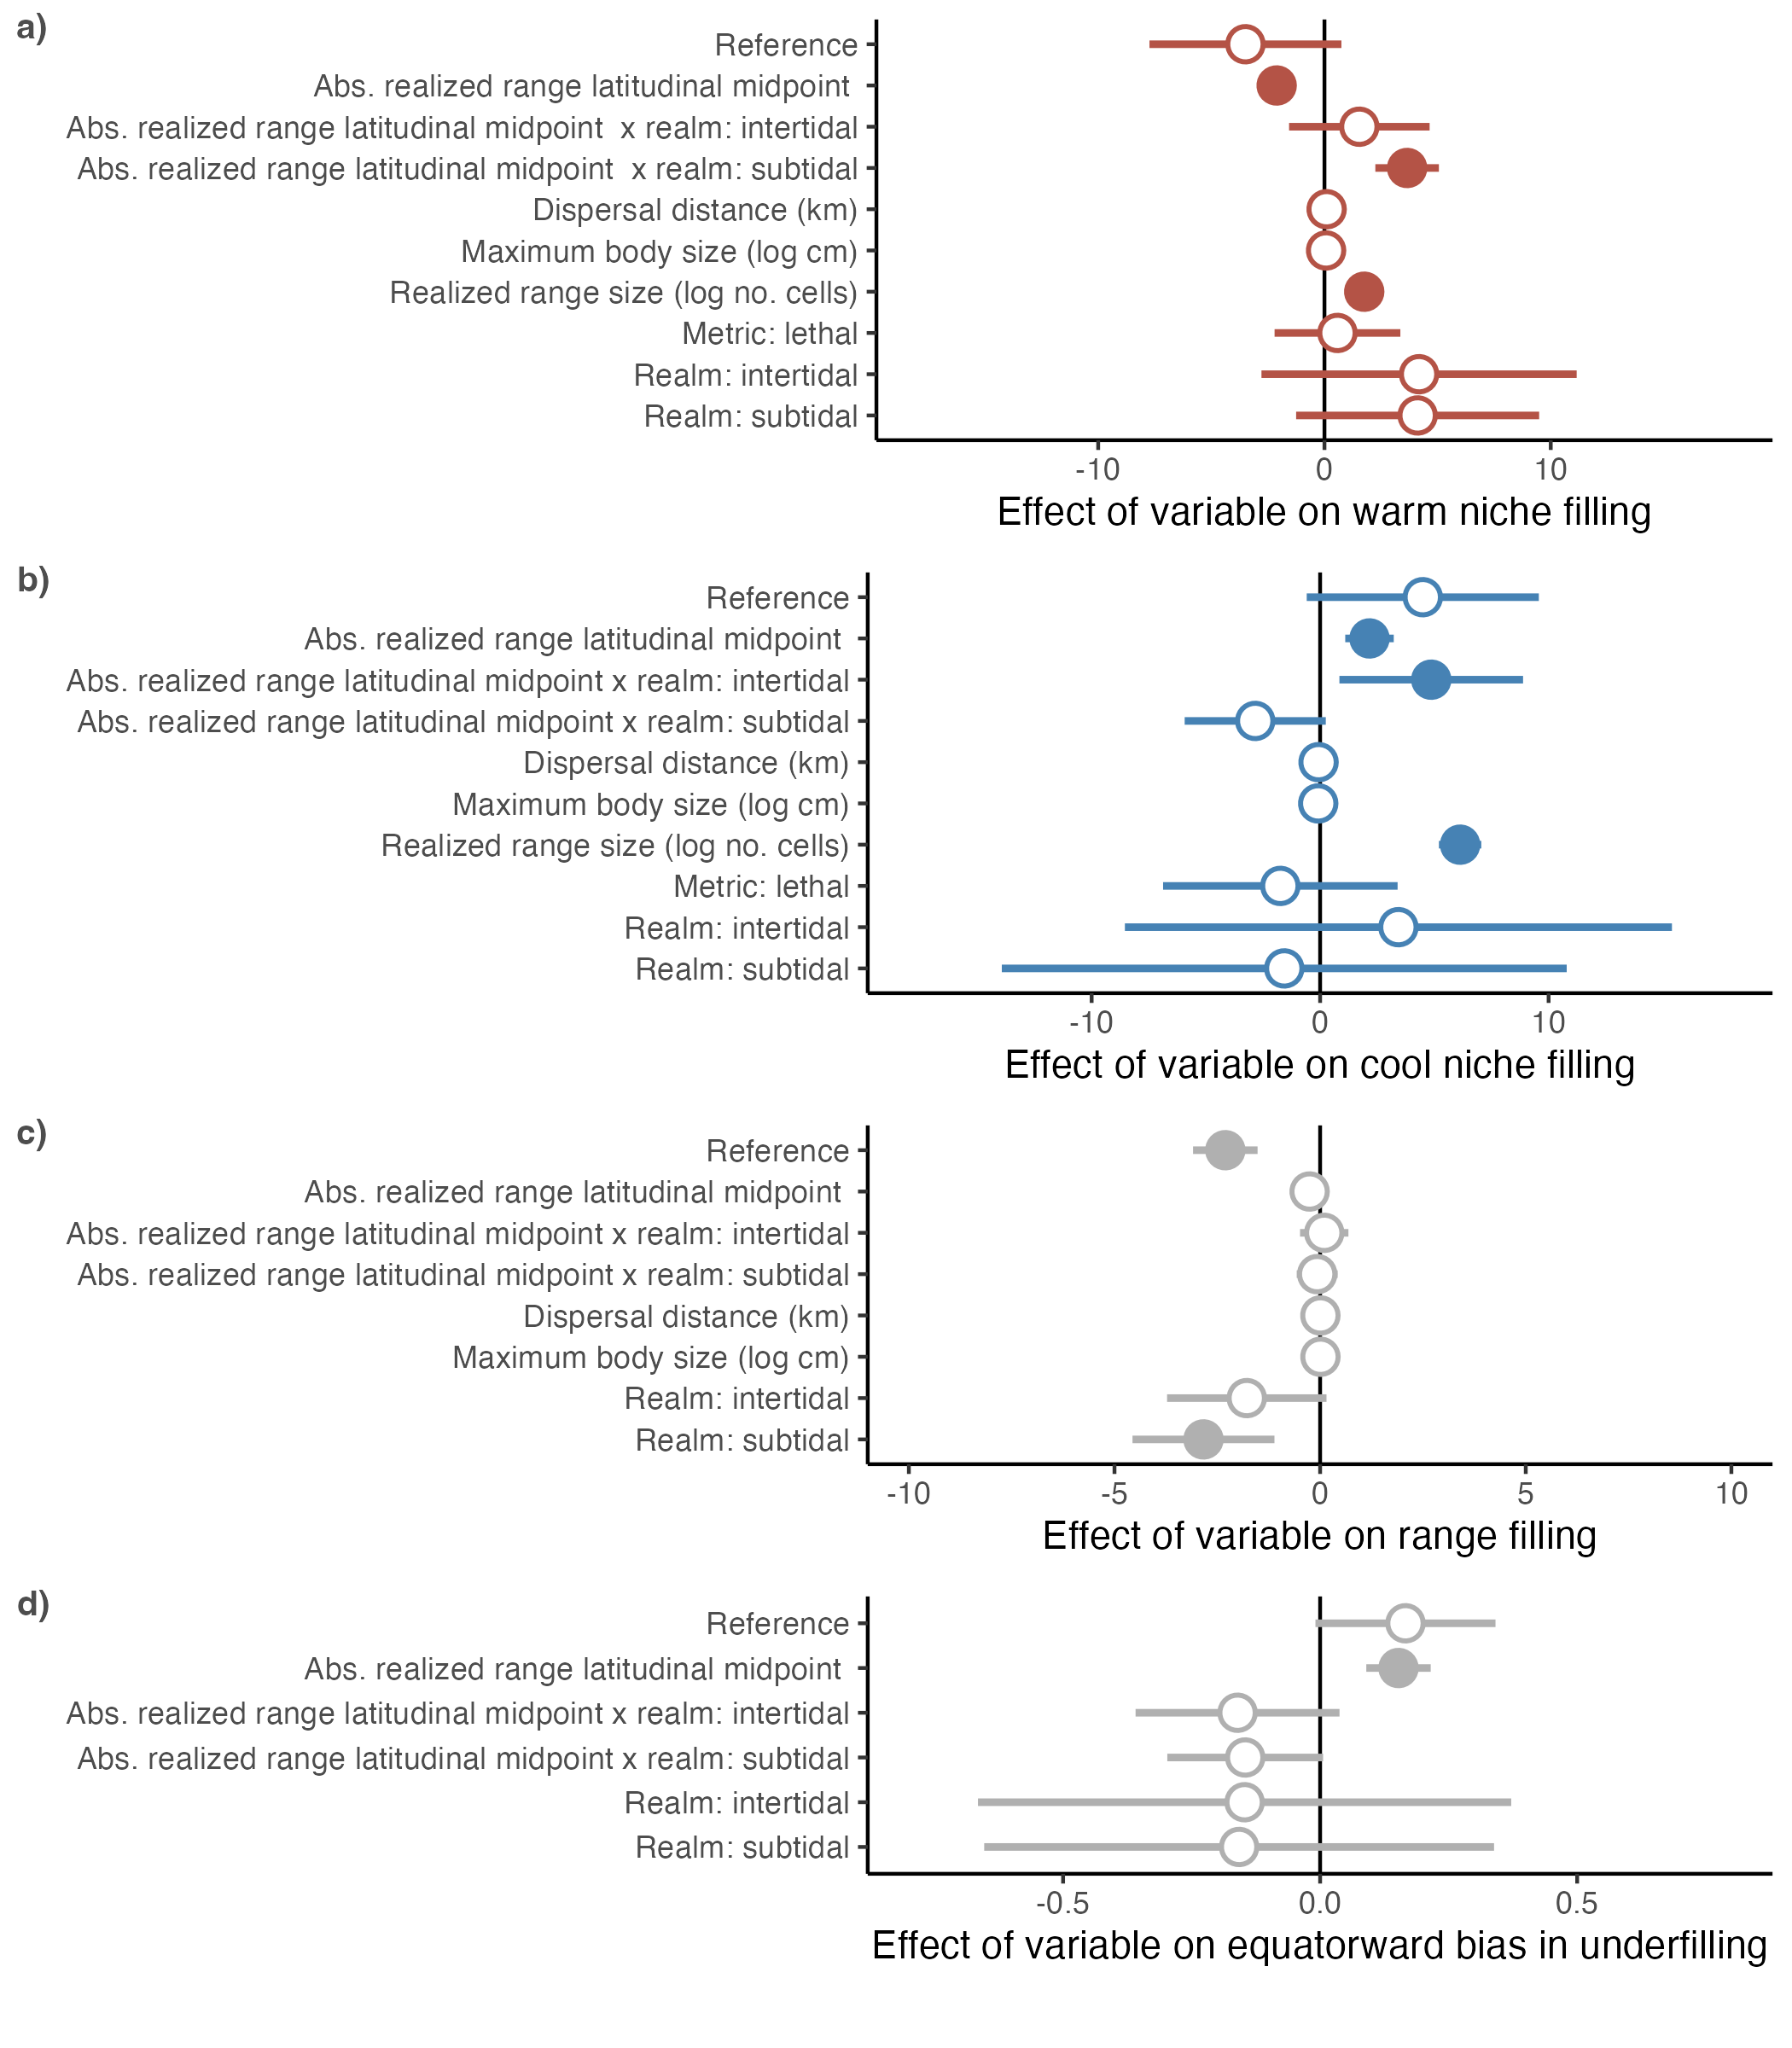 a)
Reference
Abs. realized range latitudinal midpoint
Abs. realized range latitudinal midpoint  x realm: intertidal
Abs. realized range latitudinal midpoint  x realm: subtidal
Dispersal distance (km)
Maximum body size (log cm)
Realized range size (log no. cells)
Metric: lethal
Realm: intertidal
Realm: subtidal
-10 0 10
Effect of variable on warm niche filling
b)
Reference
Abs. realized range latitudinal midpoint
Abs. realized range latitudinal midpoint x realm: intertidal
Abs. realized range latitudinal midpoint x realm: subtidal
Dispersal distance (km)
Maximum body size (log cm)
Realized range size (log no. cells)
Metric: lethal
Realm: intertidal
Realm: subtidal
-10 0 10
Effect of variable on cool niche filling
c)
Reference
Abs. realized range latitudinal midpoint
Abs. realized range latitudinal midpoint x realm: intertidal
Abs. realized range latitudinal midpoint x realm: subtidal
Dispersal distance (km)
Maximum body size (log cm)
Realm: intertidal
Realm: subtidal
-10 -5 0 5 10
Effect of variable on range filling
d)
Reference
Abs. realized range latitudinal midpoint
Abs. realized range latitudinal midpoint x realm: intertidal
Abs. realized range latitudinal midpoint x realm: subtidal
Realm: intertidal
Realm: subtidal
-0.5 0.0 0.5
Effect of variable on equatorward bias in underfilling